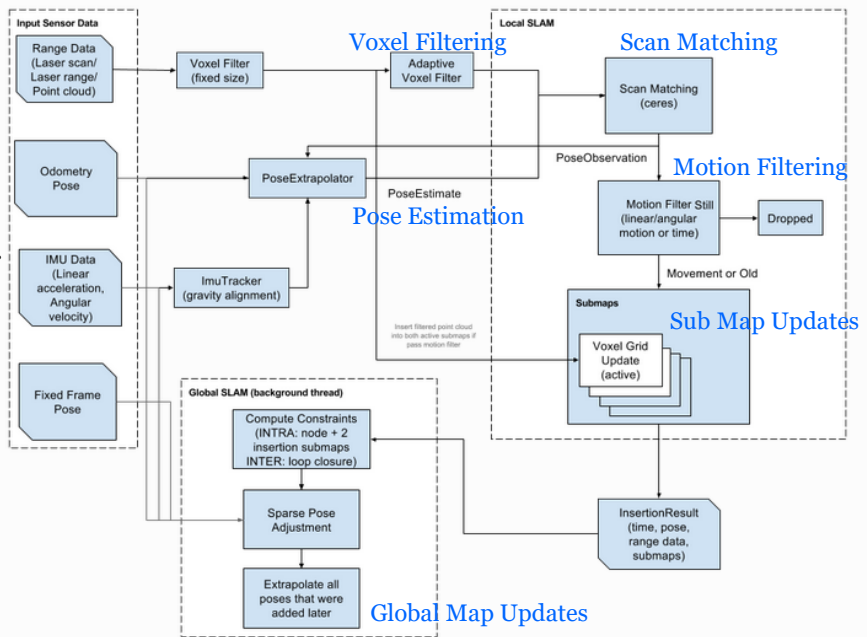 Input Sensor Data
Range Data
(Laser scan/
Laser range/
Point cloud)
Odometry
Pose
IMU Data
(Linear
acceleration,
Angular
velocity)
Fixed Frame
Pose
Voxel Filter
(fixed size)
Voxel Filtering
Adaptive
Voxel Filter
PoseExtrapolator
PoseEstimate
Pose Estimation
ImuTracker
(gravity alignment)
Insert filtered point cloud
into both active submaps if
pass motion filter
Local SLAM
Scan Matching
Scan Matching
(ceres)
PoseObservation
Motion Filtering
Motion Filter Still
(linear/angular
motion or time)
Dropped
Movement or Old
Submaps
Sub Map Updates
Voxel Grid
Update
(active)
InsertionResult
(time, pose,
range data,
submaps)
Global SLAM (background thread)
Compute Constraints
(INTRA: node + 2
insertion submaps
INTER: loop closure)
Sparse Pose
Adjustment
Extrapolate all
poses that were
added later
Global Map Updates